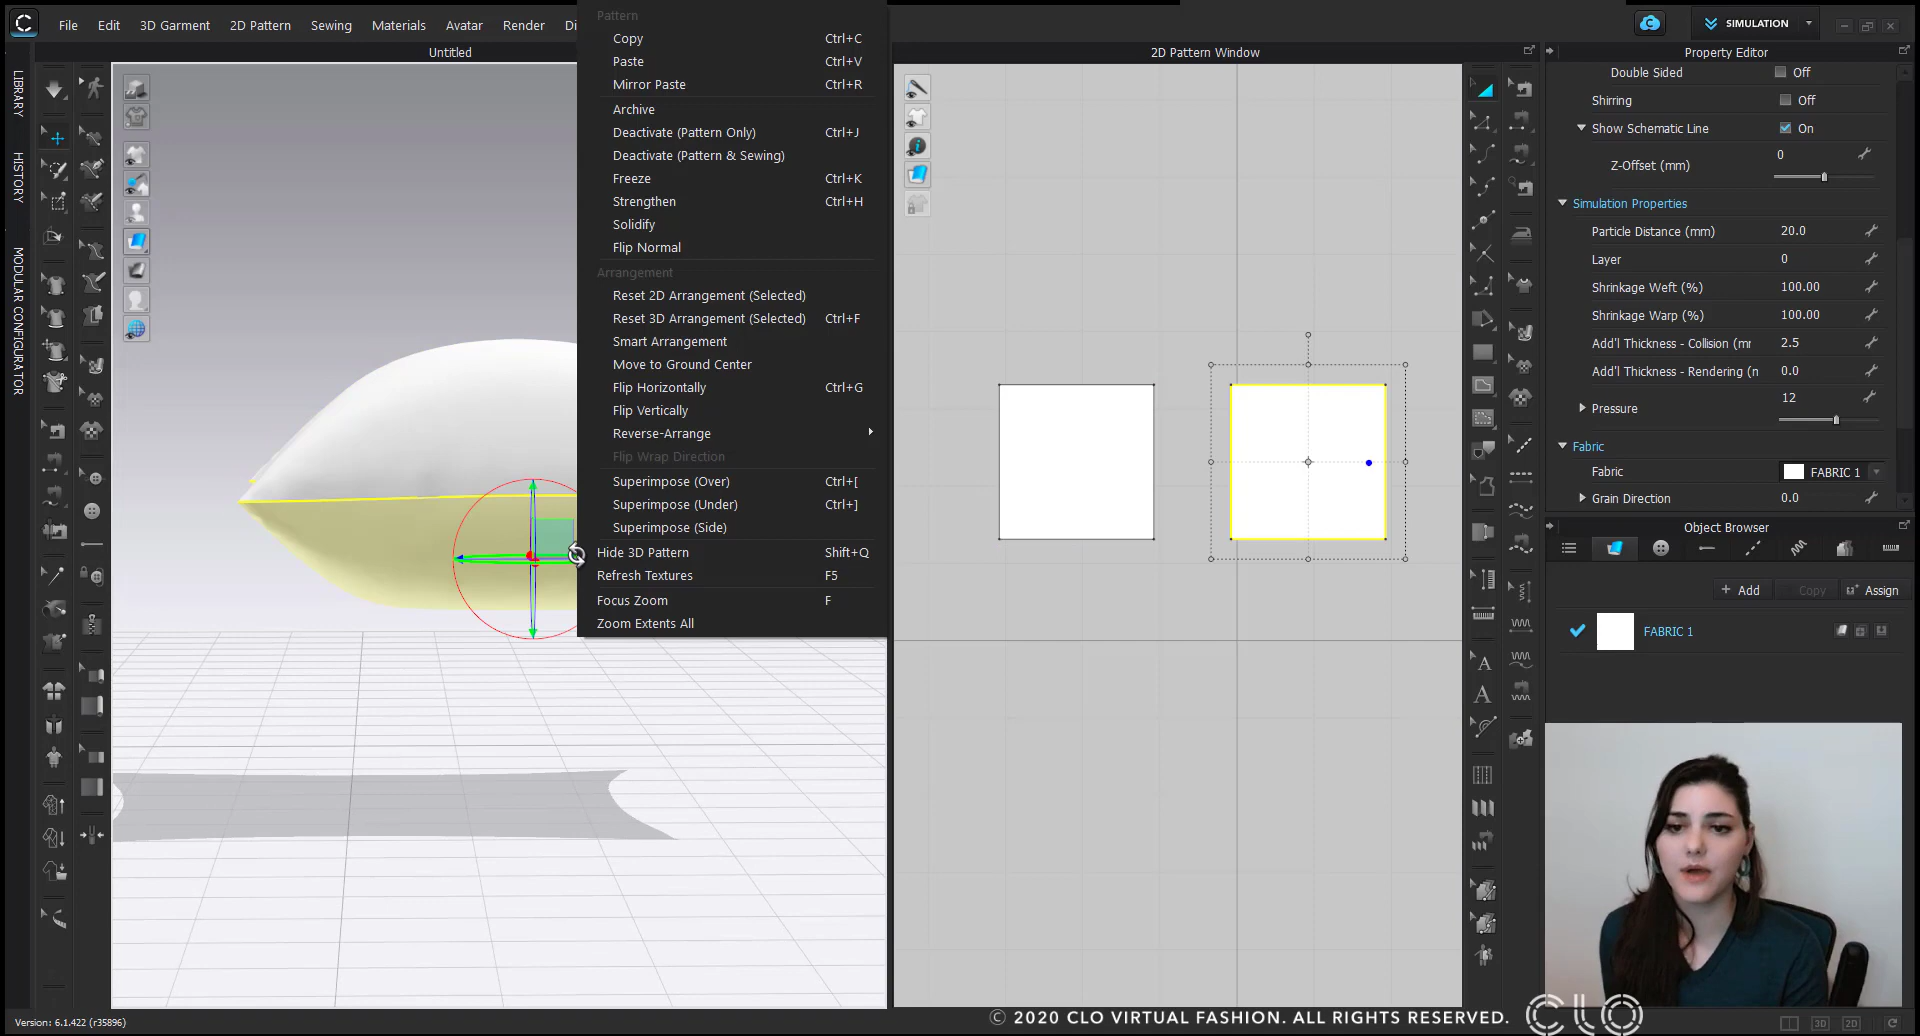 File Edit 3D Garment 2D Pattern Sewing Materials Avatar Render Di
SIMULATION
Untitled
2D Pattern Window
Property Editor
LIBRARY
HISTORY
MODULAR CONFIGURATOR
Pattern
Copy Ctrl+C
Paste Ctrl+V
Mirror Paste Ctrl+R
Archive
Deactivate (Pattern Only) Ctrl+J
Deactivate (Pattern & Sewing)
Freeze Ctrl+K
Strengthen Ctrl+H
Solidify
Flip Normal
Arrangement
Reset 2D Arrangement (Selected)
Reset 3D Arrangement (Selected) Ctrl+F
Smart Arrangement
Move to Ground Center
Flip Horizontally Ctrl+G
Flip Vertically
Reverse-Arrange
Flip Wrap Direction
Superimpose (Over) Ctrl+[
Superimpose (Under) Ctrl+]
Superimpose (Side)
Hide 3D Pattern Shift+Q
Refresh Textures F5
Focus Zoom F
Zoom Extents All
Double Sided Off
Shirring Off
Show Schematic Line On
Z-Offset (mm) 0
Simulation Properties
Particle Distance (mm) 20.0
Layer 0
Shrinkage Weft (%) 100.00
Shrinkage Warp (%) 100.00
Add'l Thickness - Collision (mr 2.5
Add'l Thickness - Rendering (n 0.0
Pressure 12
Fabric
Fabric FABRIC 1
Grain Direction 0.0
Object Browser
+ Add Copy Assign
FABRIC 1
Version: 6.1.422 (r35896)
© 2020 CLO VIRTUAL FASHION. ALL RIGHTS RESERVED.
CLO
3D 2D